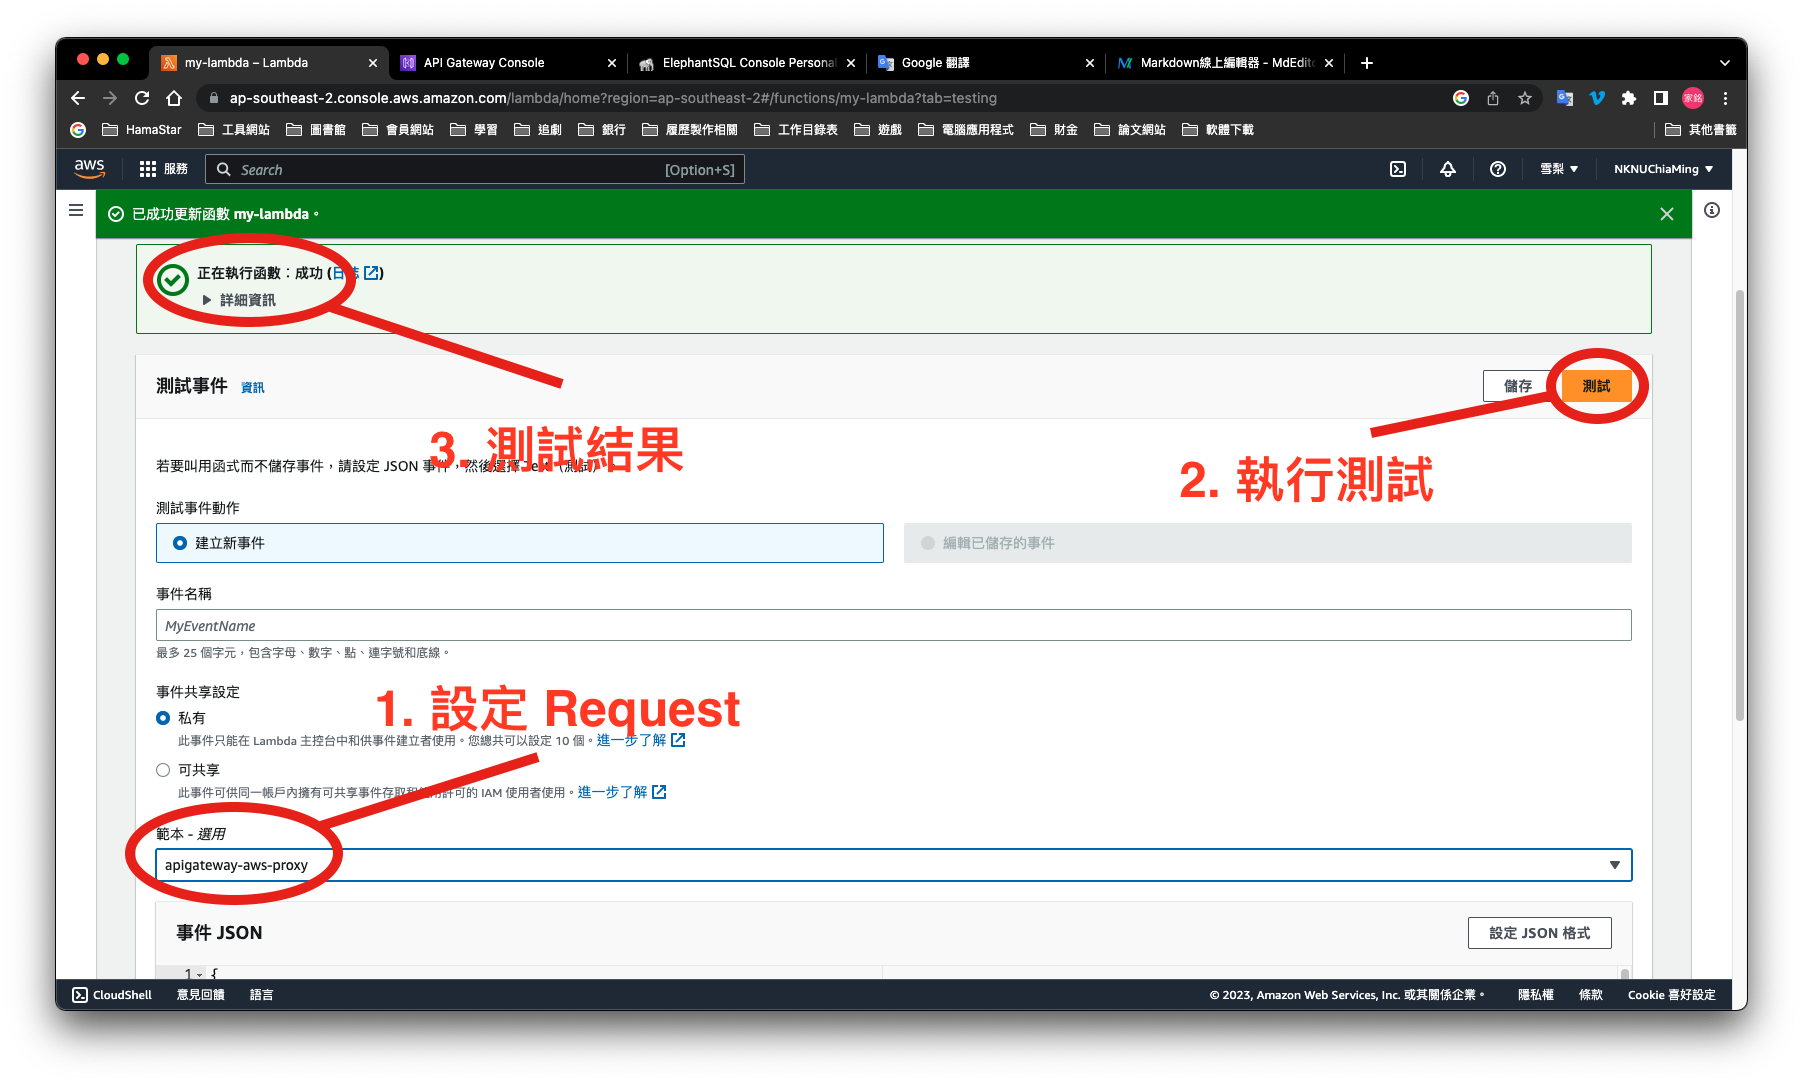 my-lambda – Lambda
API Gateway Console
ElephantSQL Console Personal
Google 翻譯
Markdown線上編輯器 - MdEdito
ap-southeast-2.console.aws.amazon.com/lambda/home?region=ap-southeast-2#/functions/my-lambda?tab=testing
家銘
HamaStar
工具網站
圖書館
會員網站
學習
追劇
銀行
履歷製作相關
工作目錄表
遊戲
電腦應用程式
財金
論文網站
軟體下載
其他書籤
aws
服務
Search
[Option+S]
雪梨
NKNUChiaMing
已成功更新函數 my-lambda。
正在執行函數：成功 (日誌)
詳細資訊
測試事件 資訊
儲存
測試
3. 測試結果
若要叫用函式而不儲存事件，請設定 JSON 事件，然後選擇 Test (測試)。
2. 執行測試
測試事件動作
建立新事件
編輯已儲存的事件
事件名稱
MyEventName
最多 25 個字元，包含字母、數字、點、連字號和底線。
事件共享設定
1. 設定 Request
私有
此事件只能在 Lambda 主控台中和供事件建立者使用。您總共可以設定 10 個。進一步了解
可共享
此事件可供同一帳戶內擁有可共享事件存取和使用許可的 IAM 使用者使用。進一步了解
範本 - 選用
apigateway-aws-proxy
事件 JSON
設定 JSON 格式
1 {
CloudShell
意見回饋
語言
© 2023, Amazon Web Services, Inc. 或其關係企業。
隱私權
條款
Cookie 喜好設定